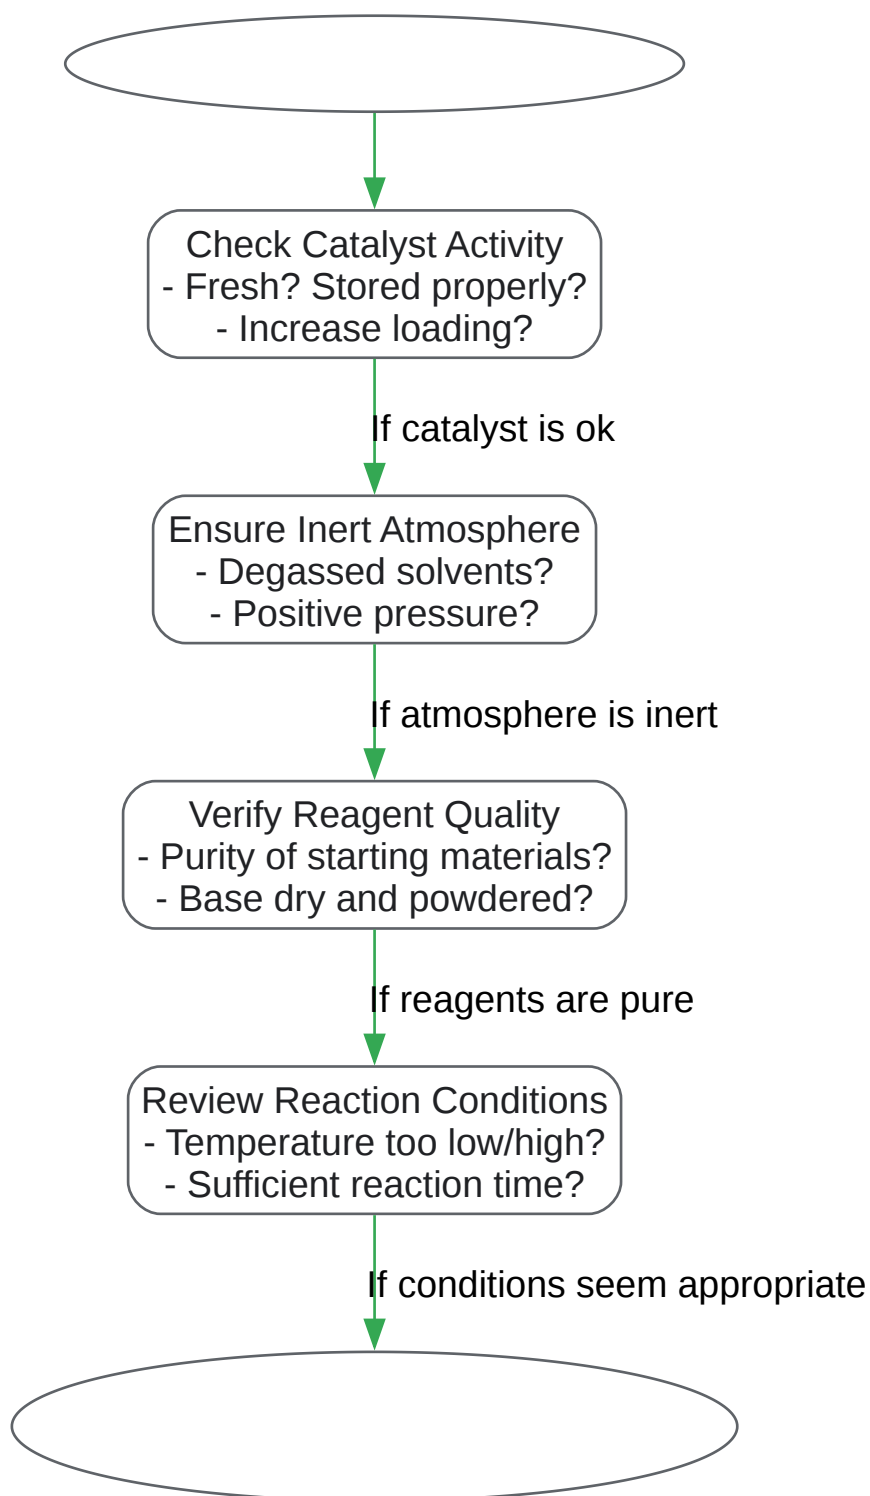 Check Catalyst Activity
- Fresh? Stored properly?
- Increase loading?
If catalyst is ok
Ensure Inert Atmosphere
- Degassed solvents?
- Positive pressure?
If atmosphere is inert
Verify Reagent Quality
- Purity of starting materials?
- Base dry and powdered?
If reagents are pure
Review Reaction Conditions
- Temperature too low/high?
- Sufficient reaction time?
If conditions seem appropriate